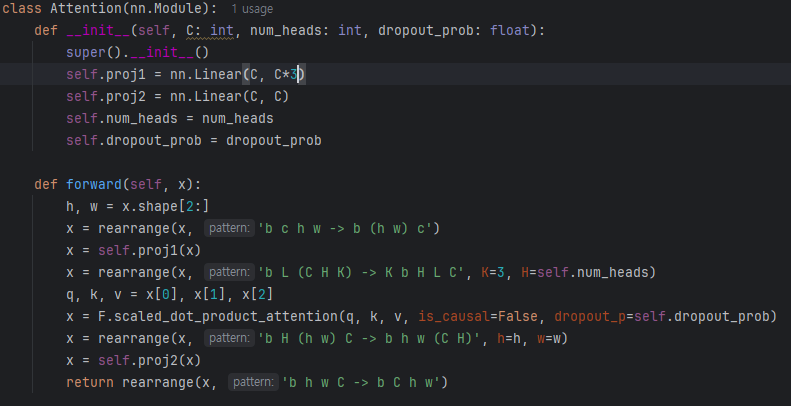 class Attention(nn.Module): 1 usage
    def __init__(self, C: int, num_heads: int, dropout_prob: float):
        super().__init__()
        self.proj1 = nn.Linear(C, C*3)
        self.proj2 = nn.Linear(C, C)
        self.num_heads = num_heads
        self.dropout_prob = dropout_prob

    def forward(self, x):
        h, w = x.shape[2:]
        x = rearrange(x, pattern: 'b c h w -> b (h w) c')
        x = self.proj1(x)
        x = rearrange(x, pattern: 'b L (C H K) -> K b H L C', K=3, H=self.num_heads)
        q, k, v = x[0], x[1], x[2]
        x = F.scaled_dot_product_attention(q, k, v, is_causal=False, dropout_p=self.dropout_prob)
        x = rearrange(x, pattern: 'b H (h w) C -> b h w (C H)', h=h, w=w)
        x = self.proj2(x)
        return rearrange(x, pattern: 'b h w C -> b C h w')